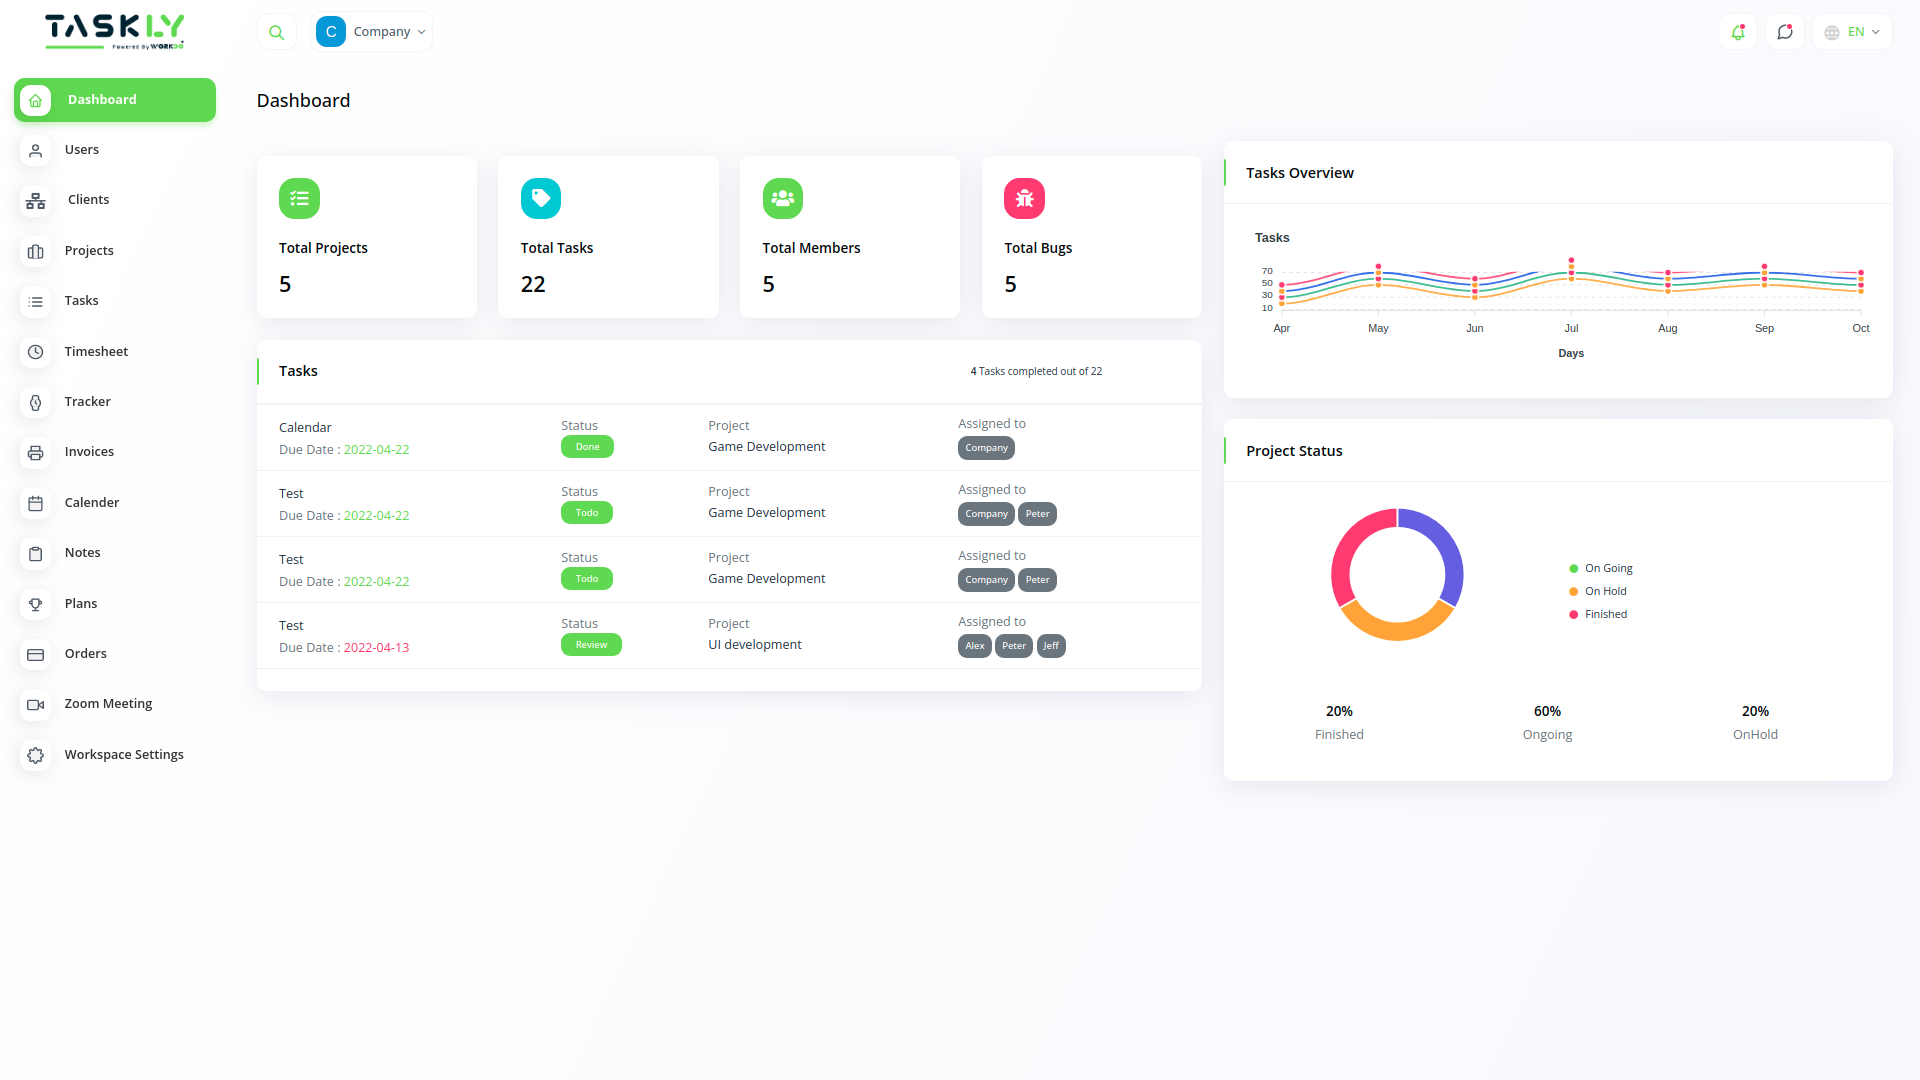 TASKLY
Powered By WORKDO
C Company
EN
Dashboard
Users
Clients
Projects
Tasks
Timesheet
Tracker
Invoices
Calender
Notes
Plans
Orders
Zoom Meeting
Workspace Settings
Dashboard
Total Projects
5
Total Tasks
22
Total Members
5
Total Bugs
5
Tasks
4 Tasks completed out of 22
Calendar
Due Date : 2022-04-22
Status
Done
Project
Game Development
Assigned to
Company
Test
Due Date : 2022-04-22
Status
Todo
Project
Game Development
Assigned to
Company Peter
Test
Due Date : 2022-04-22
Status
Todo
Project
Game Development
Assigned to
Company Peter
Test
Due Date : 2022-04-13
Status
Review
Project
UI development
Assigned to
Alex Peter Jeff
Tasks Overview
Tasks
70
50
30
10
Apr May Jun Jul Aug Sep Oct
Days
Project Status
On Going
On Hold
Finished
20%
Finished
60%
Ongoing
20%
OnHold